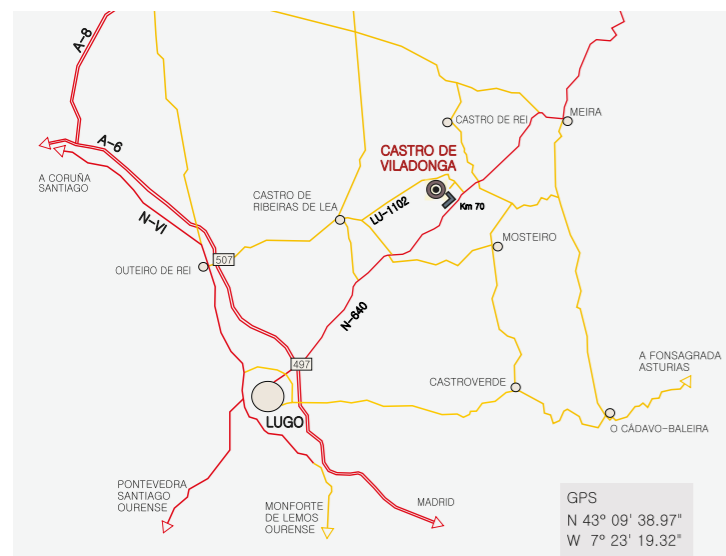 A-8
A-6
A CORUÑA
SANTIAGO
N-VI
CASTRO DE REI
MEIRA
CASTRO DE
VILADONGA
Km 70
LU-1102
CASTRO DE
RIBEIRAS DE LEA
MOSTEIRO
507
OUTEIRO DE REI
N-640
497
A FONSAGRADA
ASTURIAS
CASTROVERDE
LUGO
O CÁDAVO-BALEIRA
PONTEVEDRA
SANTIAGO
OURENSE
MONFORTE
DE LEMOS
OURENSE
MADRID
GPS
N 43º 09' 38.97"
W 7º 23' 19.32"